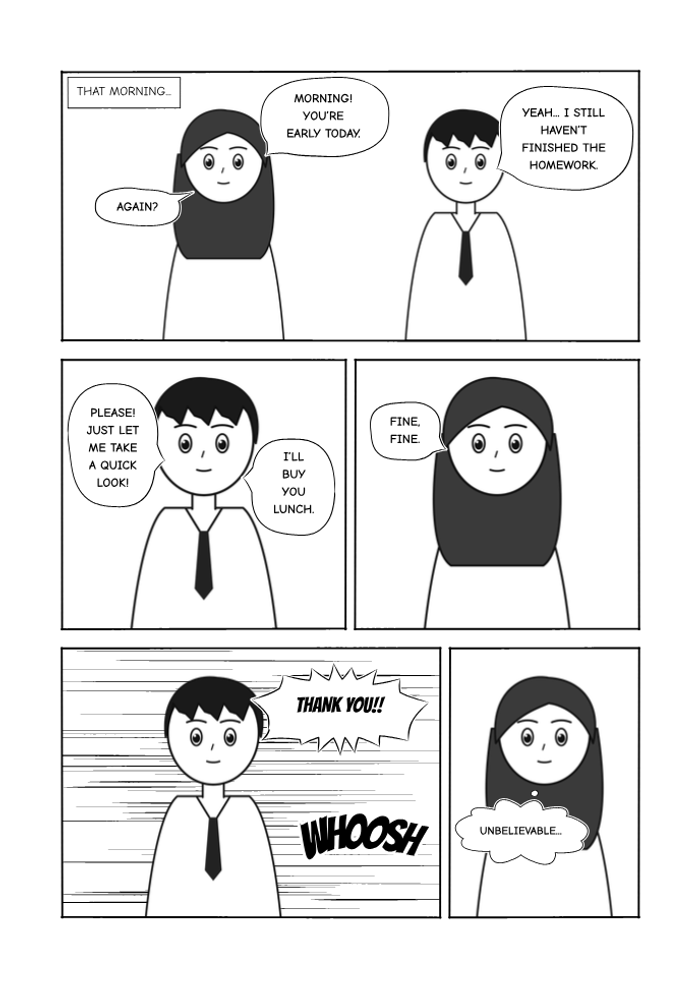 THAT MORNING...
MORNING!
YOU'RE
EARLY TODAY.
YEAH... I STILL
HAVEN'T
FINISHED THE
HOMEWORK.
AGAIN?
PLEASE!
JUST LET
ME TAKE
A QUICK
LOOK!
I'LL
BUY
YOU
LUNCH.
FINE,
FINE.
THANK YOU!!
WHOOSH
UNBELIEVABLE...